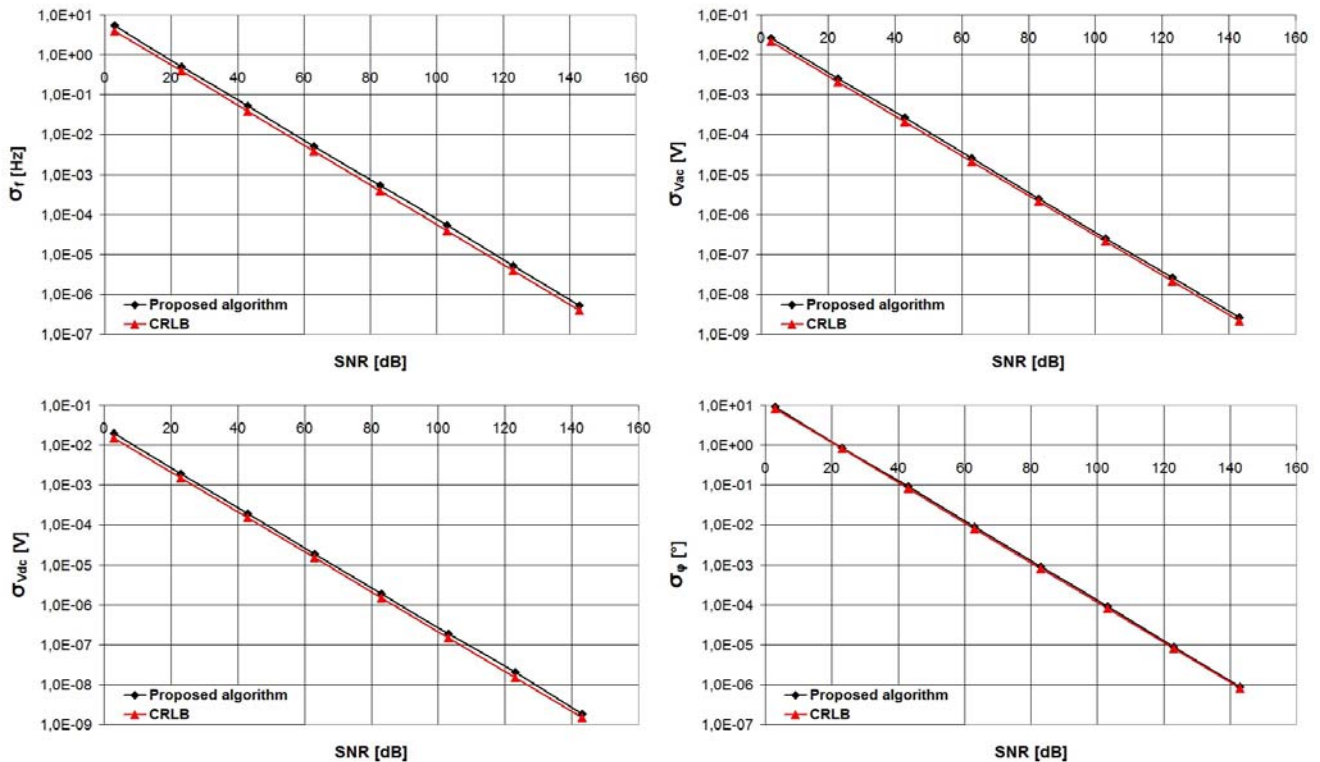 1,0E+01
1,0E+00
1,0E-01
1,0E-02
1,0E-03
1,0E-04
1,0E-05
1,0E-06
1,0E-07
0 20 40 60 80 100 120 140 160
σf [Hz]
Proposed algorithm
CRLB
SNR [dB]
1,0E-01
1,0E-02
1,0E-03
1,0E-04
1,0E-05
1,0E-06
1,0E-07
1,0E-08
1,0E-09
0 20 40 60 80 100 120 140 160
σVac [V]
Proposed algorithm
CRLB
SNR [dB]
1,0E-01
1,0E-02
1,0E-03
1,0E-04
1,0E-05
1,0E-06
1,0E-07
1,0E-08
1,0E-09
0 20 40 60 80 100 120 140 160
σVdc [V]
Proposed algorithm
CRLB
SNR [dB]
1,0E+01
1,0E+00
1,0E-01
1,0E-02
1,0E-03
1,0E-04
1,0E-05
1,0E-06
1,0E-07
0 20 40 60 80 100 120 140 160
σφ [°]
Proposed algorithm
CRLB
SNR [dB]